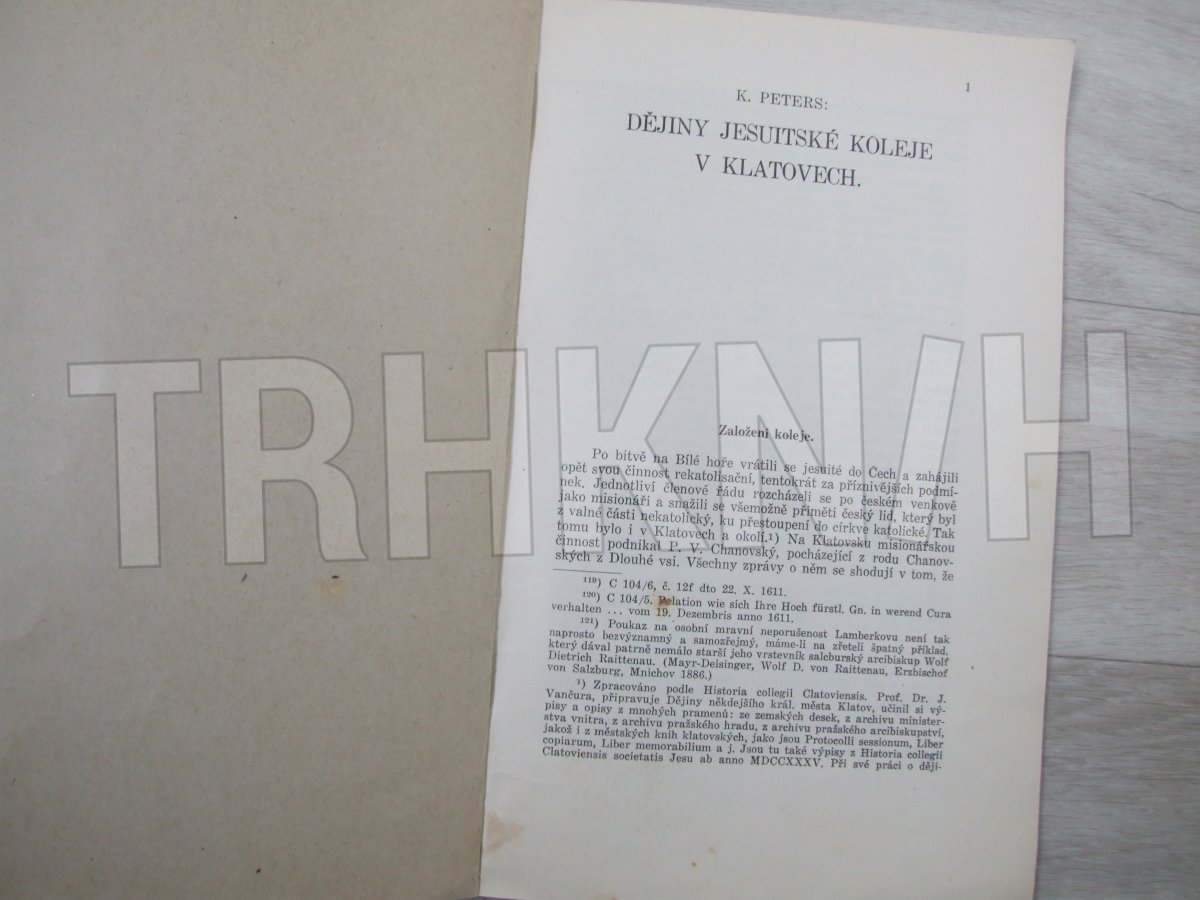 1
K. PETERS:
DĚJINY JESUITSKÉ KOLEJE
V KLATOVECH.
TRHKNIH
Založení koleje.
Po bitvě na Bílé hoře vrátili se jesuité do Čech a zahájili
opět svou činnost rekatolisační, tentokrát za příznivějších podmí-
nek. Jednotliví členové řádu rozcházeli se po českém venkově
jako misionáři a snažili se všemožně přiměti český lid, který byl
z valné části nekatolický, ku přestoupení do církve katolické. Tak
tomu bylo i v Klatovech a okolí.¹) Na Klatovsku misionářskou
činnost podnikal P. V. Chanovský, pocházející z rodu Chanov-
ských z Dlouhé vsi. Všechny zprávy o něm se shodují v tom, že
¹¹⁹) C 104/6, č. 12f dto 22. X. 1611.
¹²⁰) C 104/5. Relation wie sich Ihre Hoch fürstl. Gn. in werend Cura
verhalten ... vom 19. Dezembris anno 1611.
¹²¹) Poukaz na osobní mravní neporušenost Lamberkovu není tak
naprosto bezvýznamný a samozřejmý, máme-li na zřeteli špatný příklad,
který dával patrně nemálo starší jeho vrstevník salcburský arcibiskup Wolf
Dietrich Raittenau. (Mayr-Deisinger, Wolf D. von Raittenau, Erzbischof
von Salzburg, Mnichov 1886.)
¹) Zpracováno podle Historia collegii Clatoviensis. Prof. Dr. J.
Vančura, připravuje Dějiny někdejšího král. města Klatov, učinil si vý-
pisy a opisy z mnohých pramenů: ze zemských desek, z archivu minister-
stva vnitra, z archivu pražského hradu, z archivu pražského arcibiskupství,
jakož i z městských knih klatovských, jako jsou Protocolli sessionum, Liber
copiarum, Liber memorabilium a j. Jsou tu také výpisy z Historia collegii
Clatoviensis societatis Jesu ab anno MDCCXXXV. Při své práci o ději-